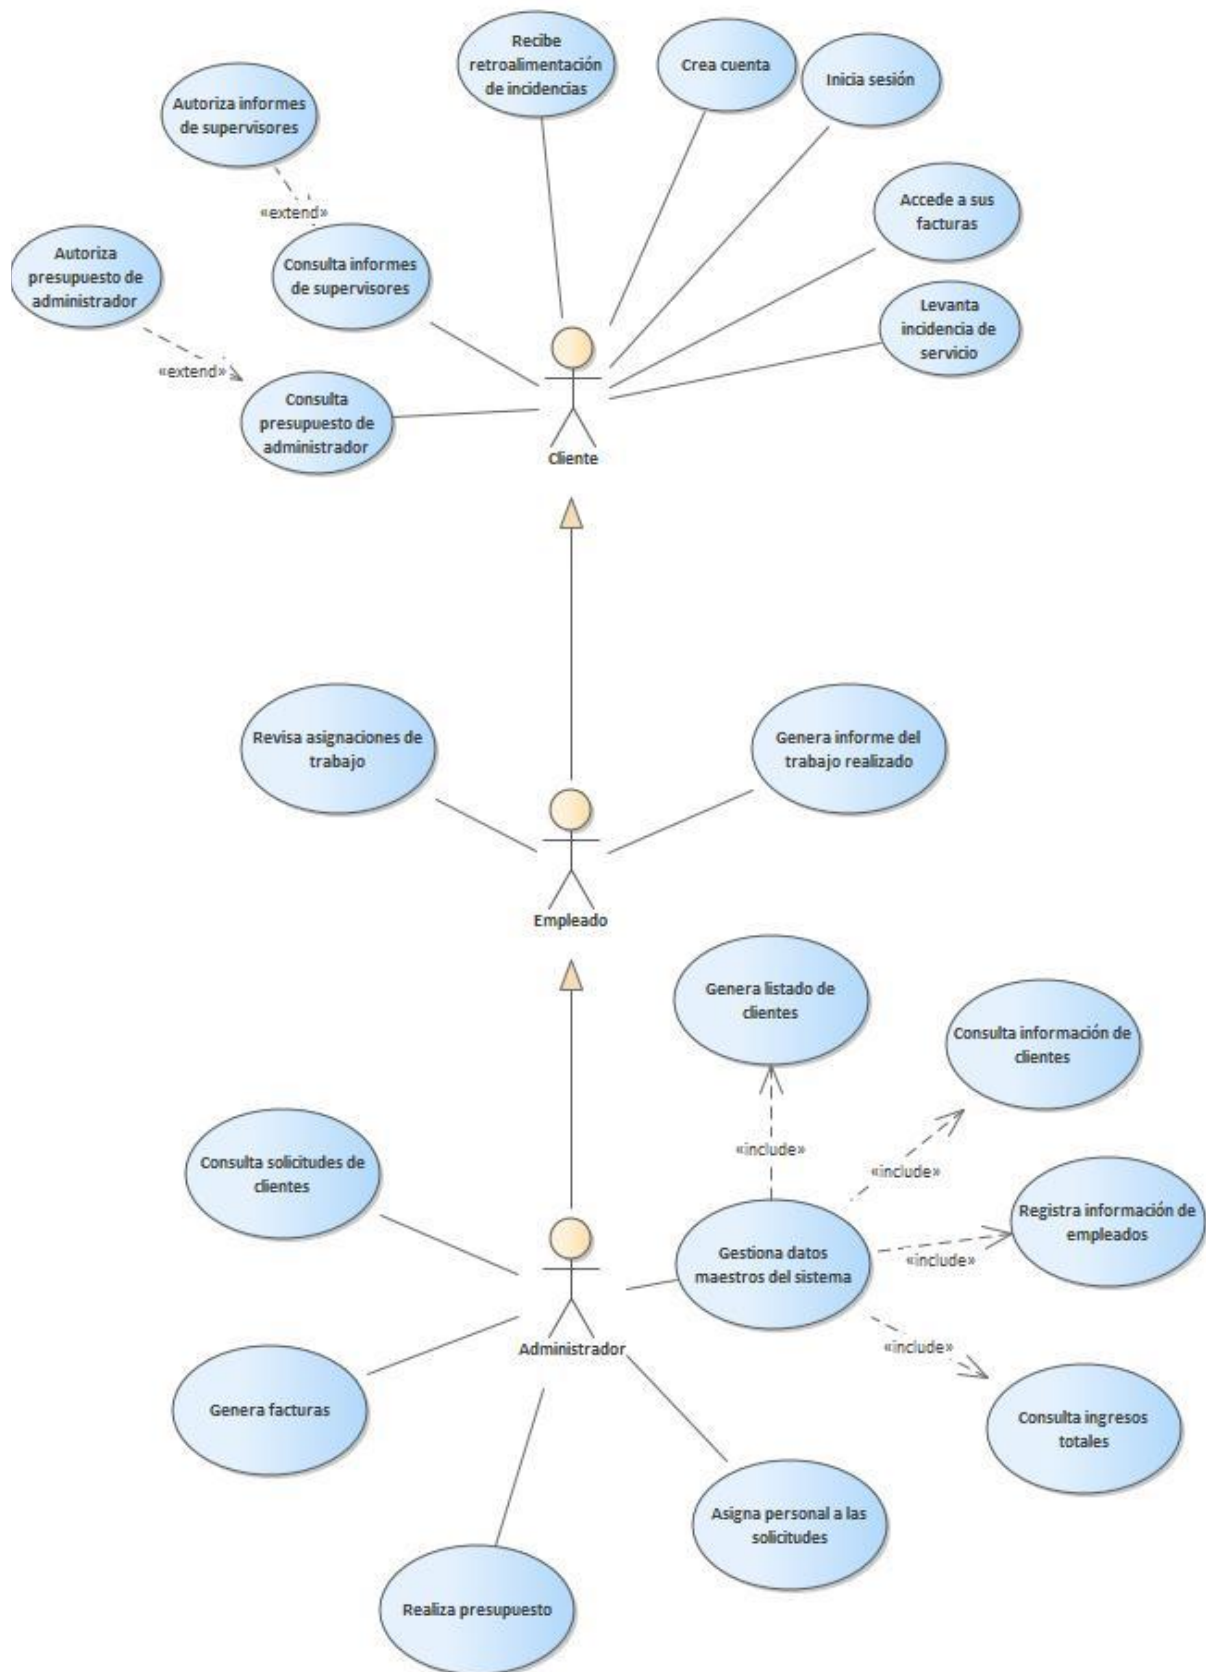 Recibe
retroalimentación
de incidencias
Crea cuenta
Inicia sesión
Autoriza informes
de supervisores
«extend»
Accede a sus
facturas
Autoriza
presupuesto de
administrador
Consulta informes
de supervisores
Levanta
incidencia de
servicio
«extend»
Consulta
presupuesto de
administrador
Cliente
Revisa asignaciones de
trabajo
Genera informe del
trabajo realizado
Empleado
Genera listado de
clientes
Consulta información de
clientes
«include»
Consulta solicitudes de
clientes
«include»
Registra información de
empleados
Gestiona datos
maestros del sistema
«include»
Administrador
«include»
Genera facturas
Consulta ingresos
totales
Asigna personal a las
solicitudes
Realiza presupuesto